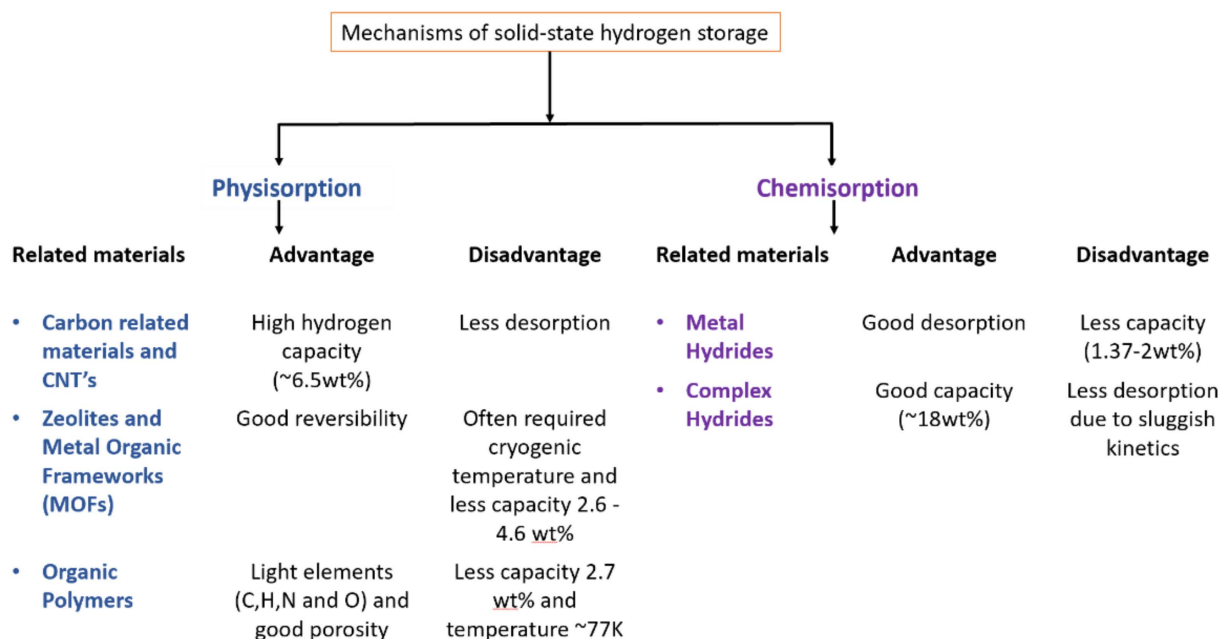 Mechanisms of solid-state hydrogen storage
Physisorption
Chemisorption
Related materials
Advantage
Disadvantage
Related materials
Advantage
Disadvantage
• Carbon related
materials and
CNT's
High hydrogen
capacity
(~6.5wt%)
Less desorption
• Zeolites and
Metal Organic
Frameworks
(MOFs)
Good reversibility
Often required
cryogenic
temperature and
less capacity 2.6 -
4.6 wt%
• Organic
Polymers
Light elements
(C,H,N and O) and
good porosity
Less capacity 2.7
wt% and
temperature ~77K
• Metal
Hydrides
Good desorption
Less capacity
(1.37-2wt%)
• Complex
Hydrides
Good capacity
(~18wt%)
Less desorption
due to sluggish
kinetics